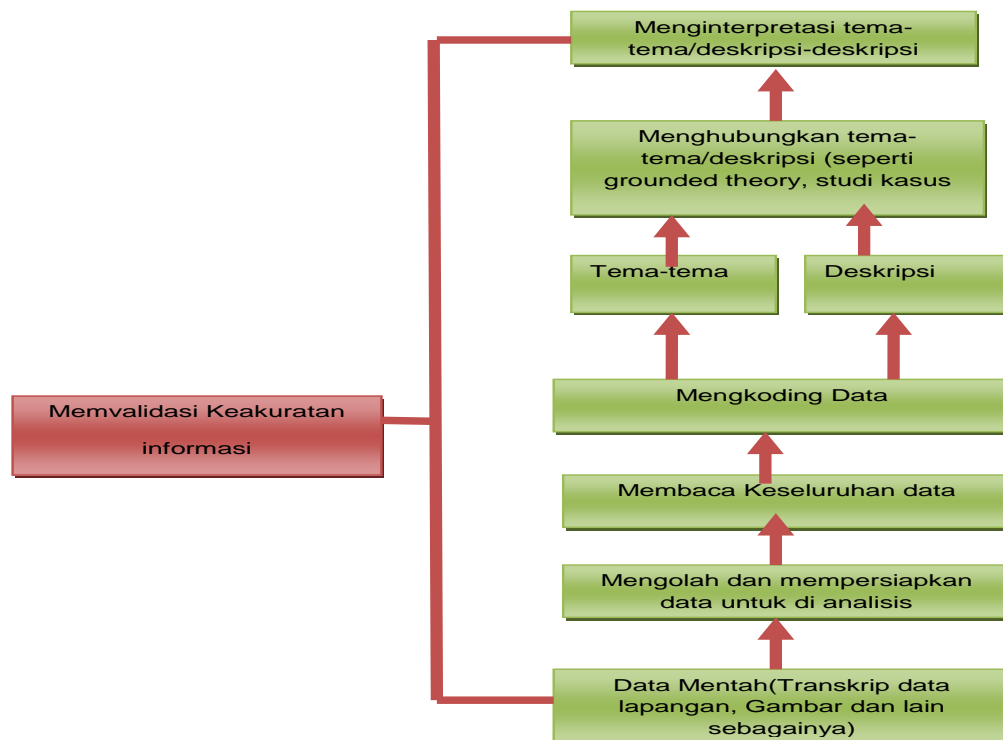 Menginterpretasi tema-
tema/deskripsi-deskripsi
Menghubungkan tema-
tema/deskripsi (seperti
grounded theory, studi kasus
Tema-tema
Deskripsi
Mengkoding Data
Memvalidasi Keakuratan
informasi
Membaca Keseluruhan data
Mengolah dan mempersiapkan
data untuk di analisis
Data Mentah(Transkrip data
lapangan, Gambar dan lain
sebagainya)